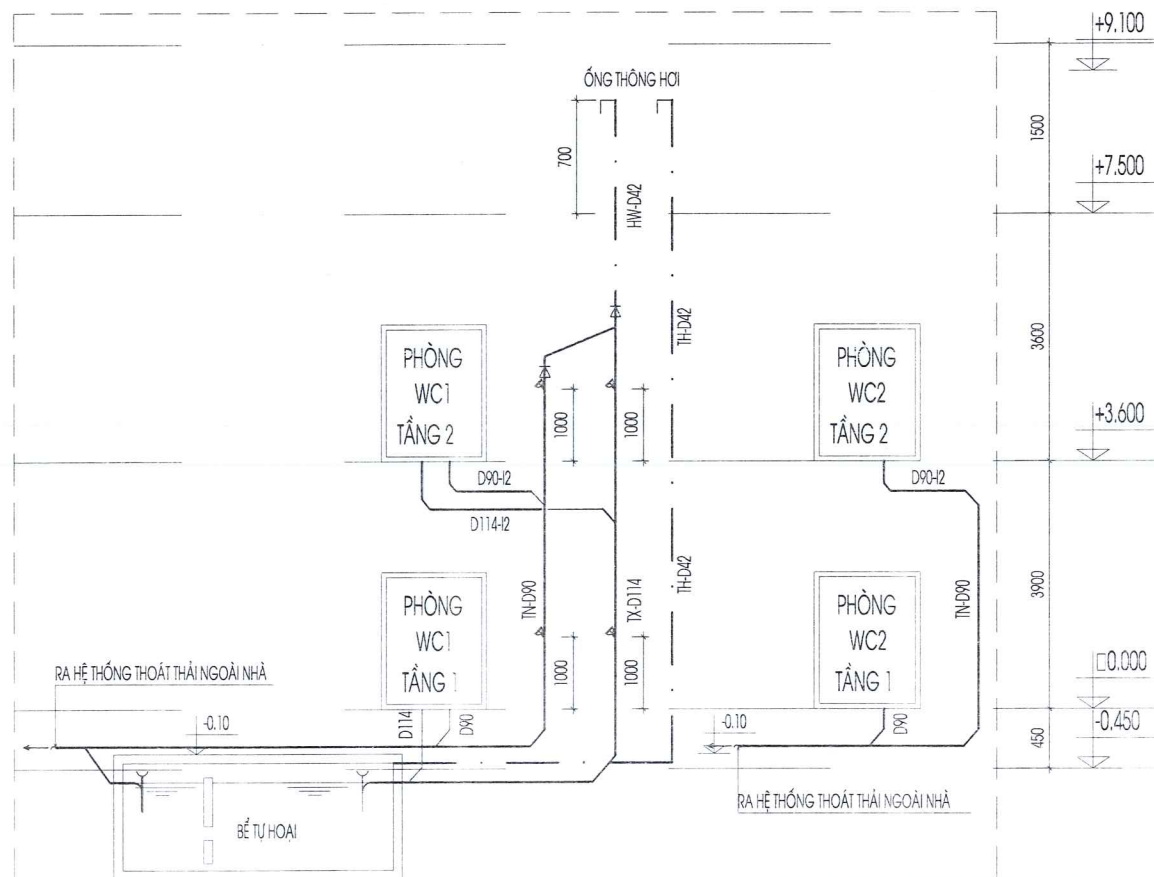 +9.100
ỐNG THÔNG HƠI
1500
700
+7.500
HW-D42
TH-D42
3600
PHÒNG
WC1
TẦNG 2
PHÒNG
WC2
TẦNG 2
1000
1000
+3.600
D90-I2
D90-I2
D114-I2
TN-D90
TX-D114
TH-D42
TN-D90
3900
PHÒNG
WC1
TẦNG 1
PHÒNG
WC2
TẦNG 1
1000
1000
RA HỆ THỐNG THOÁT THẢI NGOÀI NHÀ
□0.000
D114
D90
D90
-0.10
-0.10
-0.450
450
RA HỆ THỐNG THOÁT THẢI NGOÀI NHÀ
BỂ TỰ HOẠI